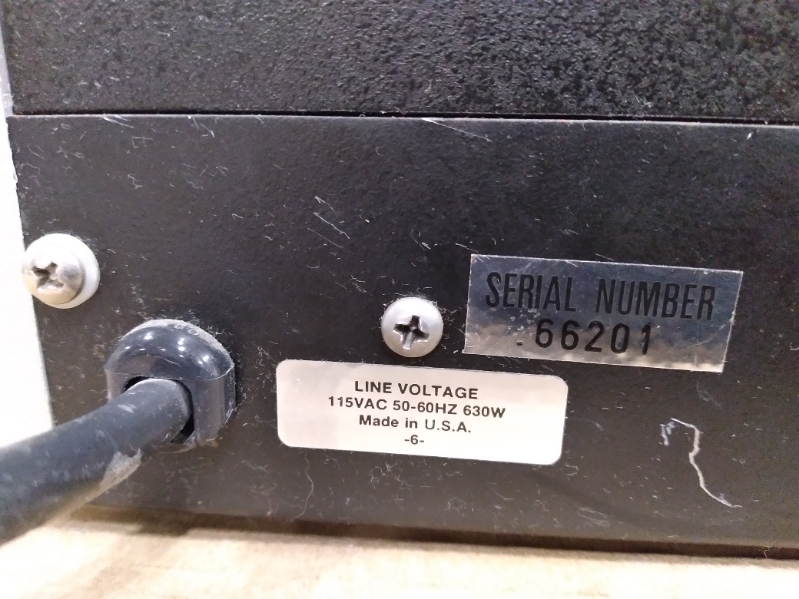 SERIAL NUMBER
66201
LINE VOLTAGE
115VAC 50-60HZ 630W
Made in U.S.A.
-6-